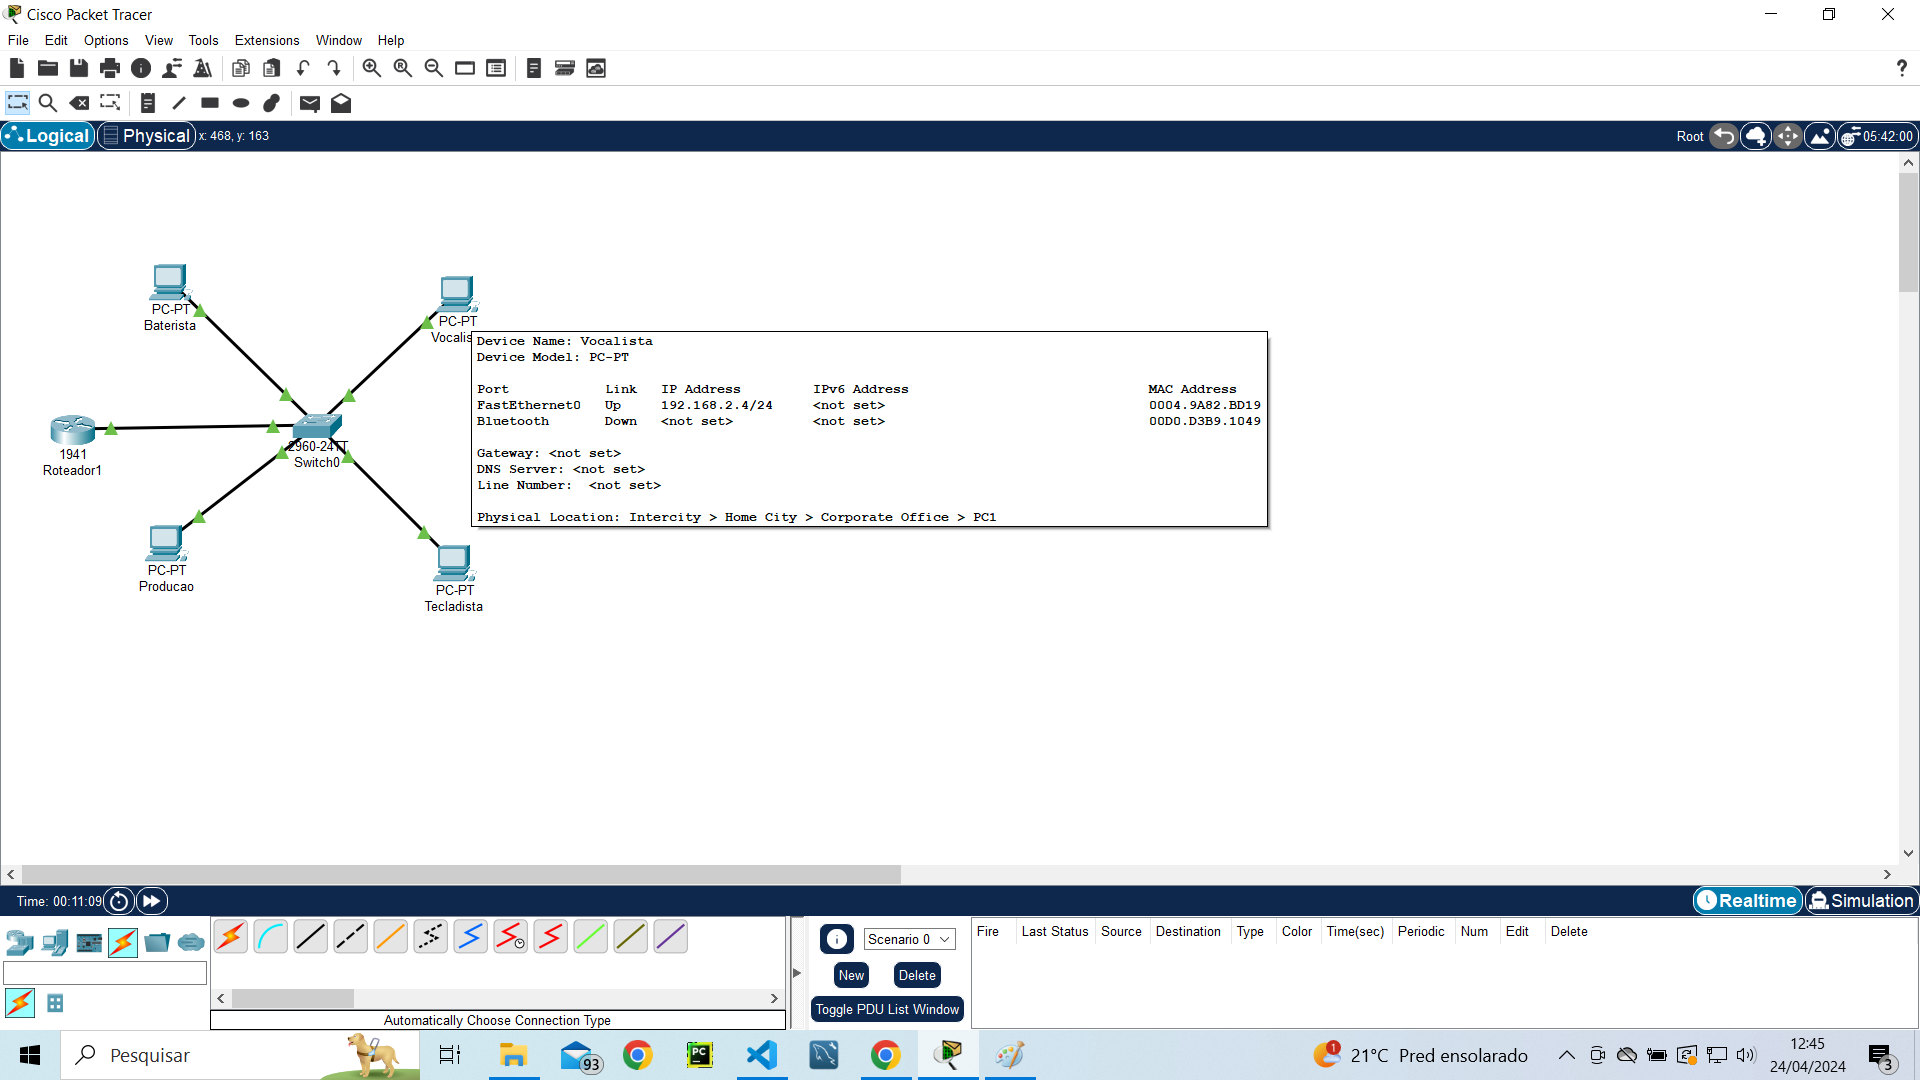 Cisco Packet Tracer
File Edit Options View Tools Extensions Window Help
Logical Physical x: 468, y: 163 Root 05:42:00
PC-PT
Baterista
PC-PT
Vocalis
Device Name: Vocalista
Device Model: PC-PT
Port Link IP Address IPv6 Address MAC Address
FastEthernet0 Up 192.168.2.4/24 <not set> 0004.9A82.BD19
Bluetooth Down <not set> <not set> 00D0.D3B9.1049
Gateway: <not set>
DNS Server: <not set>
Line Number: <not set>
Physical Location: Intercity > Home City > Corporate Office > PC1
1941
Roteador1
2960-24TT
Switch0
PC-PT
Producao
PC-PT
Tecladista
Time: 00:11:09 Realtime Simulation
Scenario 0
New Delete
Toggle PDU List Window
Fire Last Status Source Destination Type Color Time(sec) Periodic Num Edit Delete
Automatically Choose Connection Type
Pesquisar 93 PC 1 21°C Pred ensolarado 12:45
24/04/2024 3